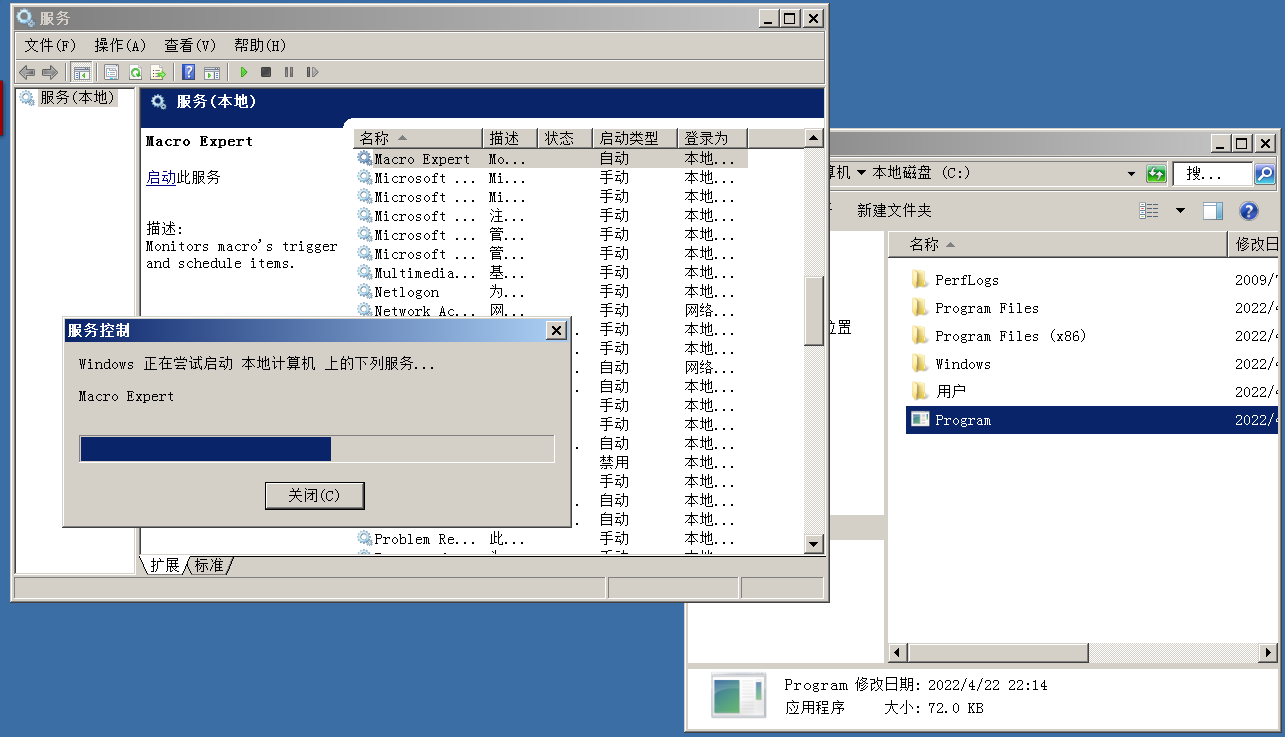 服务
文件(F) 操作(A) 查看(V) 帮助(H)
服务(本地)
服务(本地)
Macro Expert
启动此服务
描述:
Monitors macro's trigger
and schedule items.
名称 描述 状态 启动类型 登录为
Macro Expert Mo... 自动 本地...
Microsoft ... Mi... 手动 本地...
Microsoft ... Mi... 手动 本地...
Microsoft ... 注... 手动 本地...
Microsoft ... 管... 手动 本地...
Microsoft ... 管... 手动 本地...
Multimedia... 基... 手动 本地...
Netlogon 为... 手动 本地...
Network Ac... 网... 手动 网络...
手动 本地...
手动 本地...
自动 网络...
自动 本地...
手动 本地...
手动 本地...
自动 本地...
禁用 本地...
手动 本地...
自动 本地...
自动 本地...
Problem Re... 此... 手动 本地...
扩展 标准
服务控制
Windows 正在尝试启动 本地计算机 上的下列服务...
Macro Expert
关闭(C)
算机 本地磁盘 (C:) 搜...
新建文件夹
名称 修改日
PerfLogs 2009/
Program Files 2022/
Program Files (x86) 2022/
Windows 2022/
用户 2022/
Program 2022/
位置
Program 修改日期: 2022/4/22 22:14
应用程序 大小: 72.0 KB